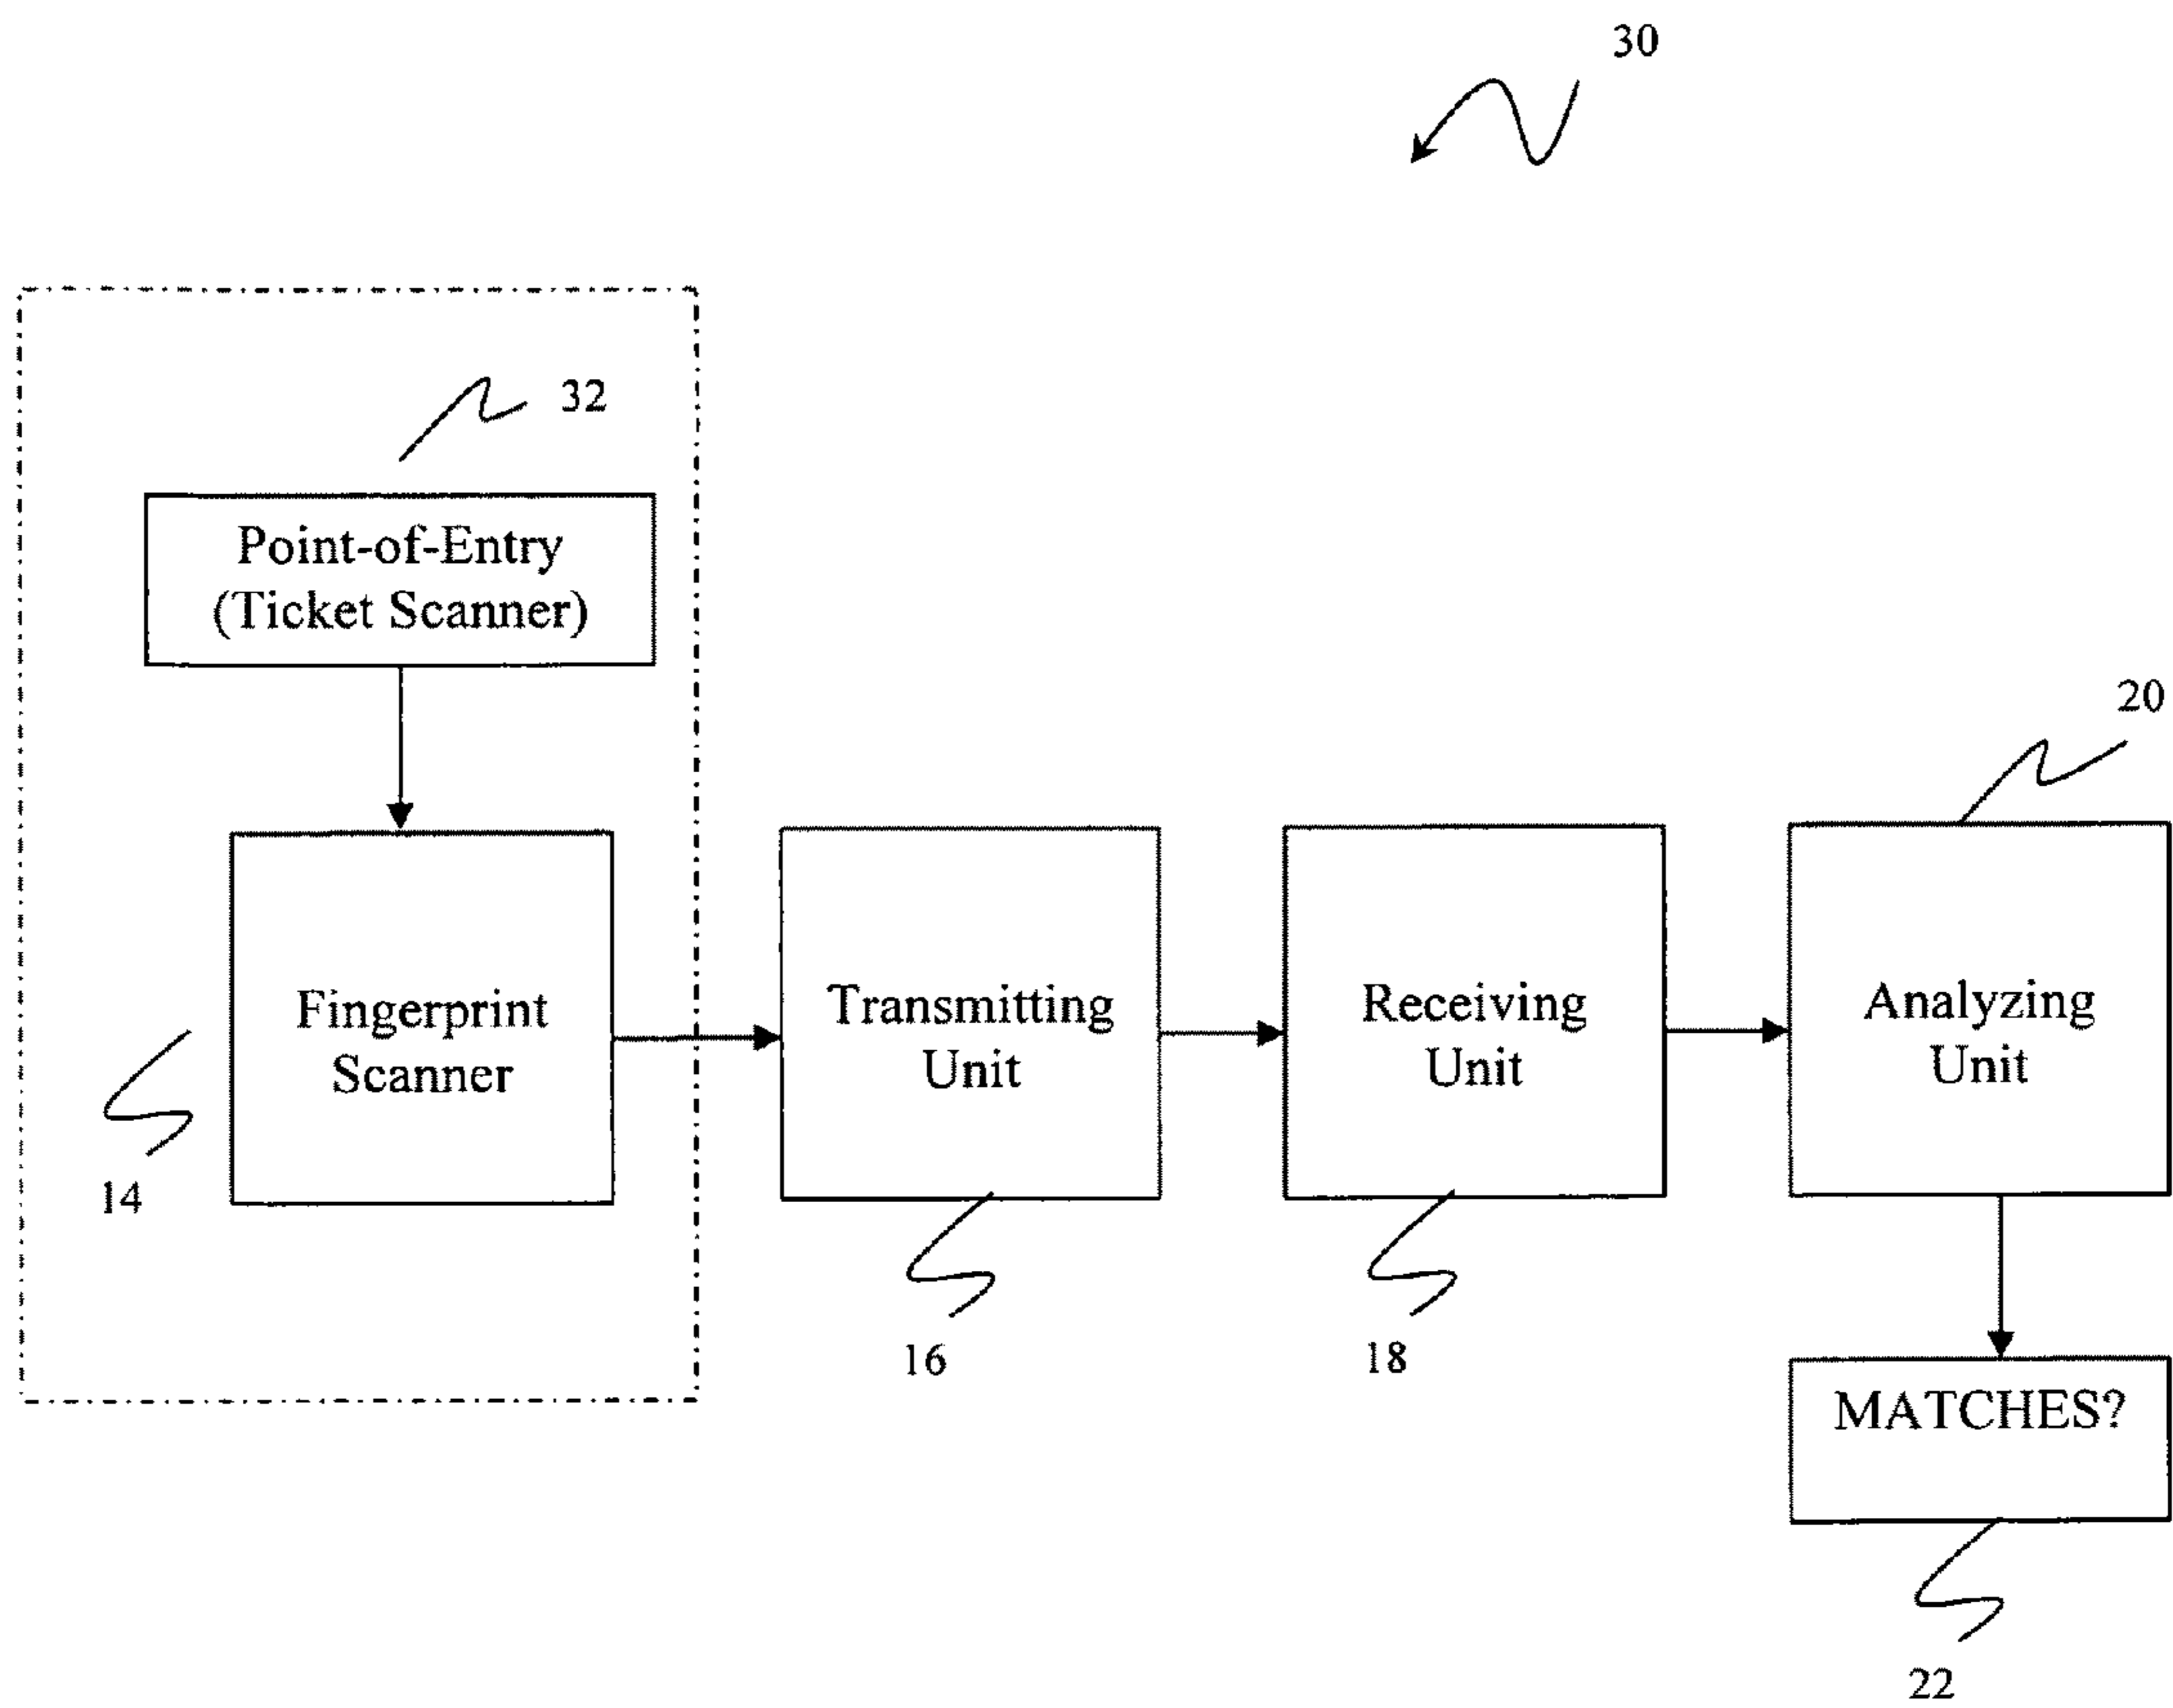 30
32
Point-of-Entry
(Ticket Scanner)
20
Fingerprint
Scanner
Transmitting
Unit
Receiving
Unit
Analyzing
Unit
14
16
18
MATCHES?
22